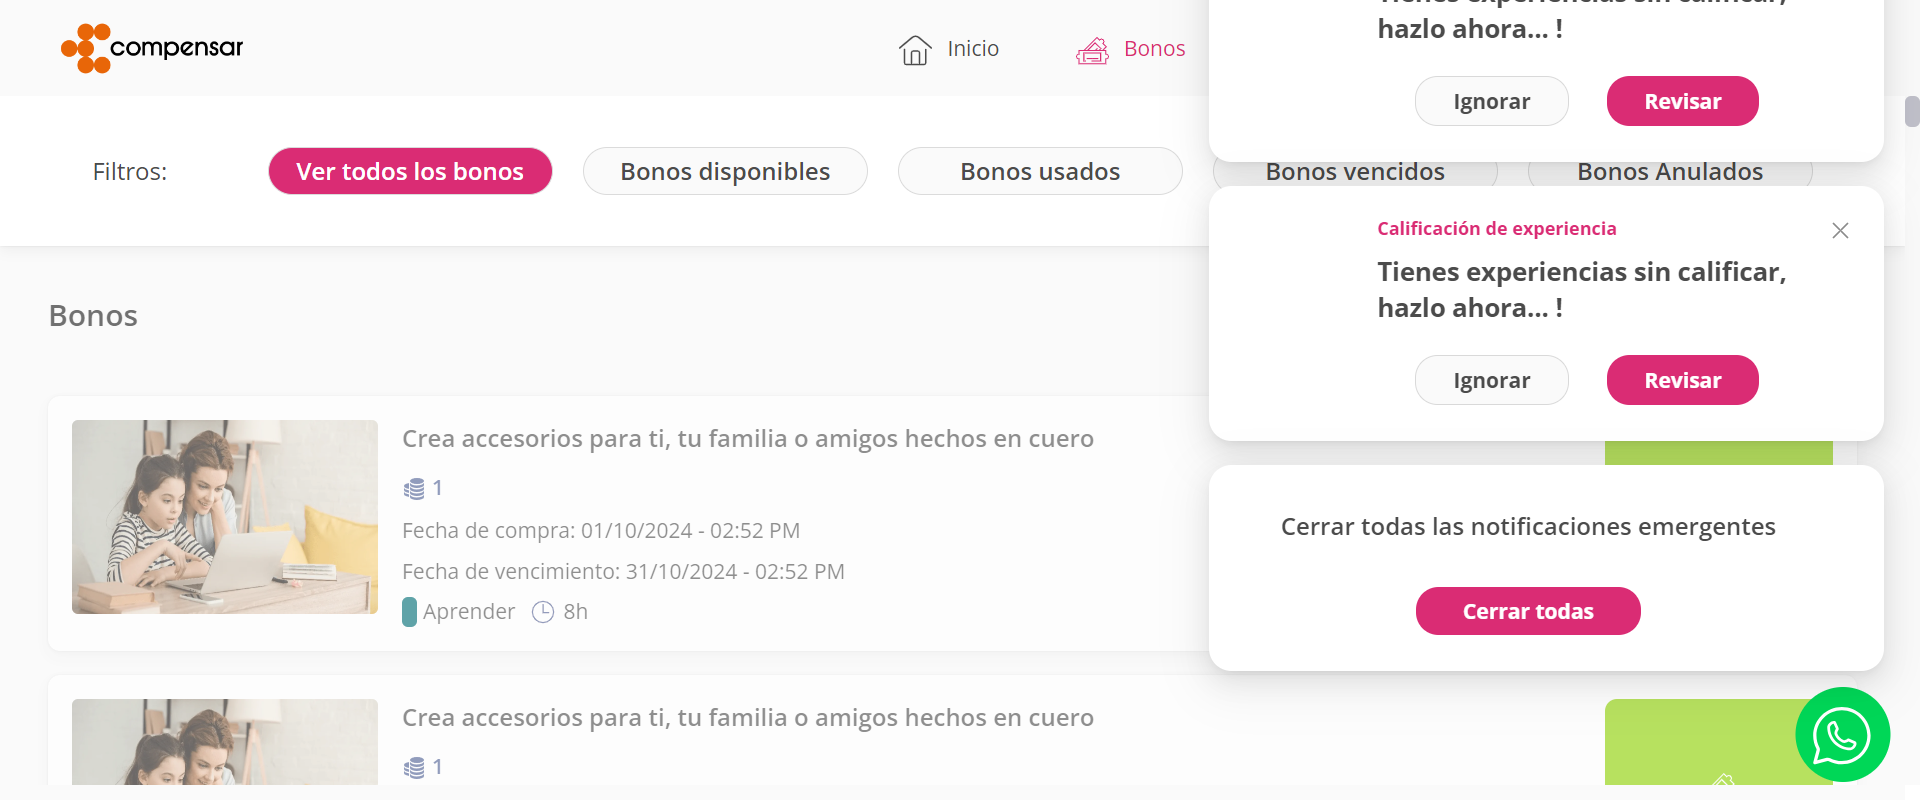 compensar
Inicio
Bonos
Tienes experiencias sin calificar,
hazlo ahora... !
Ignorar
Revisar
Filtros:
Ver todos los bonos
Bonos disponibles
Bonos usados
Bonos vencidos
Bonos Anulados
Calificación de experiencia
Tienes experiencias sin calificar,
hazlo ahora... !
Ignorar
Revisar
Bonos
Crea accesorios para ti, tu familia o amigos hechos en cuero
1
Fecha de compra: 01/10/2024 - 02:52 PM
Fecha de vencimiento: 31/10/2024 - 02:52 PM
Aprender
8h
Cerrar todas las notificaciones emergentes
Cerrar todas
Crea accesorios para ti, tu familia o amigos hechos en cuero
1